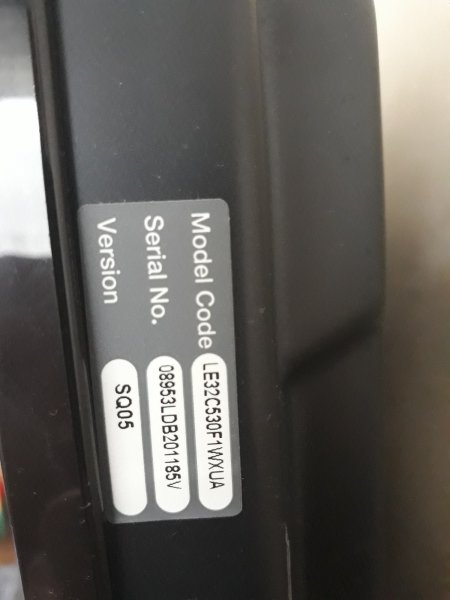 Model Code LE32C530F1WXUA
Serial No. 08953LDB201185V
Version SQ05